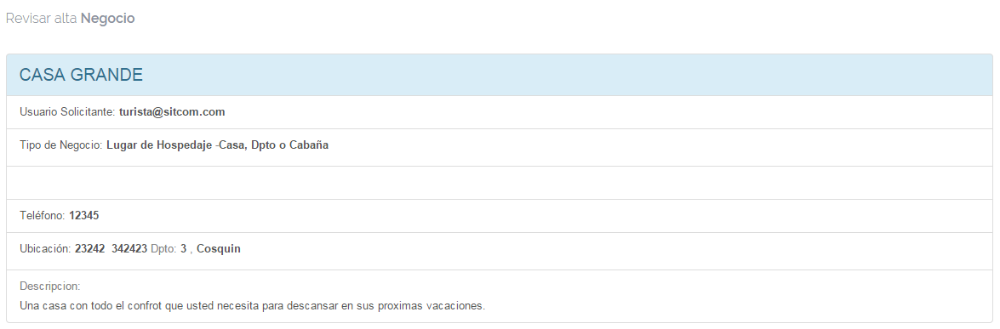 Revisar alta Negocio
CASA GRANDE
Usuario Solicitante: turista@sitcom.com
Tipo de Negocio: Lugar de Hospedaje -Casa, Dpto o Cabaña
Teléfono: 12345
Ubicación: 23242 342423 Dpto: 3 , Cosquin
Descripcion:
Una casa con todo el confrot que usted necesita para descansar en sus proximas vacaciones.